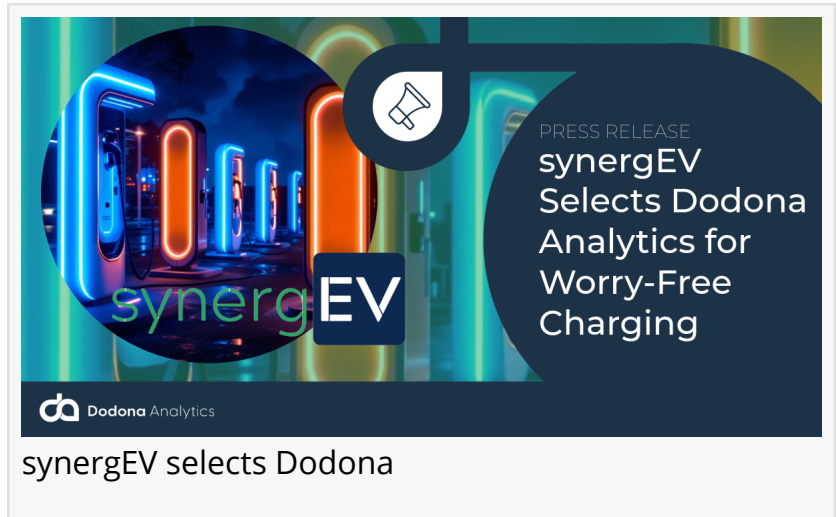 PRESS RELEASE
synergEV
Selects Dodona
Analytics for
Worry-Free
Charging
synergEV
Dodona Analytics
synergEV selects Dodona